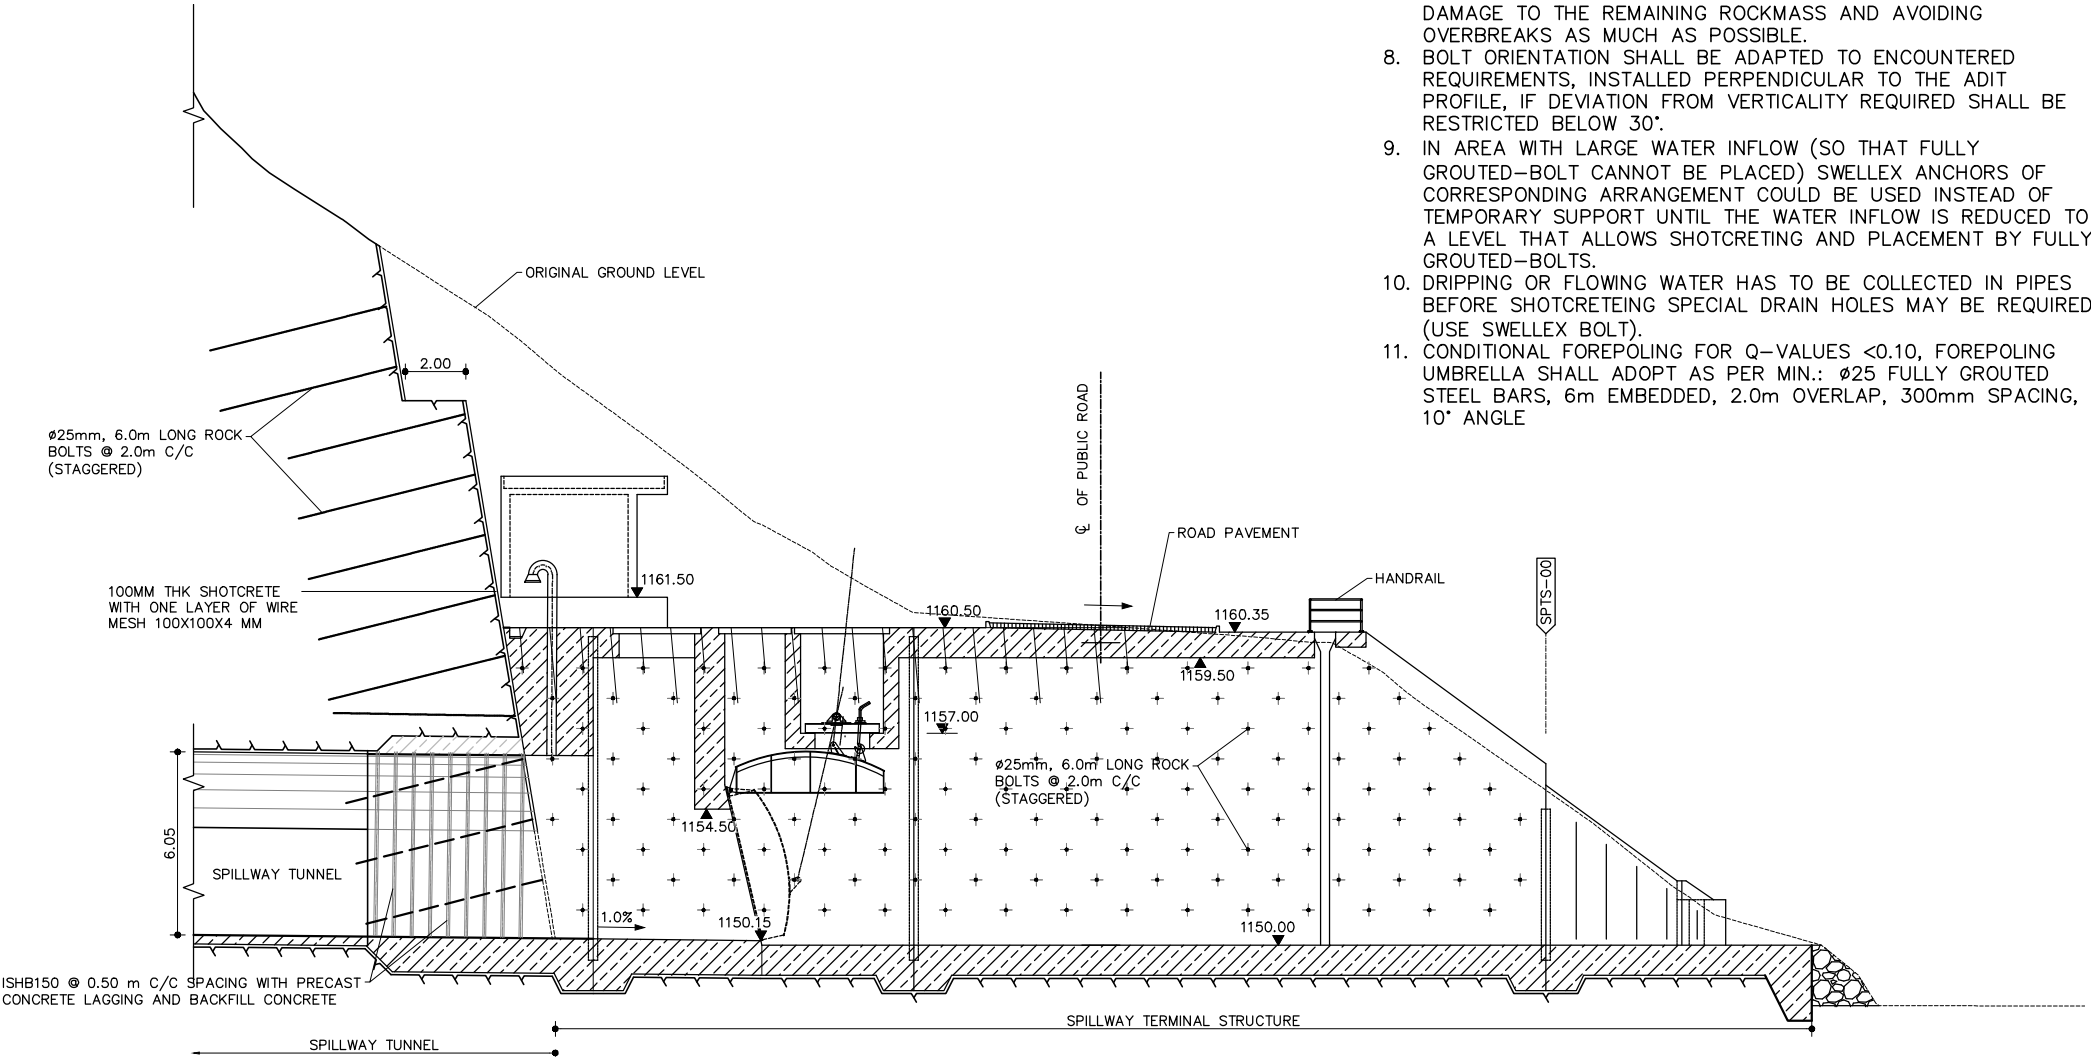 DAMAGE TO THE REMAINING ROCKMASS AND AVOIDING
OVERBREAKS AS MUCH AS POSSIBLE.
8. BOLT ORIENTATION SHALL BE ADAPTED TO ENCOUNTERED
REQUIREMENTS, INSTALLED PERPENDICULAR TO THE ADIT
PROFILE, IF DEVIATION FROM VERTICALITY REQUIRED SHALL BE
RESTRICTED BELOW 30°.
9. IN AREA WITH LARGE WATER INFLOW (SO THAT FULLY
GROUTED-BOLT CANNOT BE PLACED) SWELLEX ANCHORS OF
CORRESPONDING ARRANGEMENT COULD BE USED INSTEAD OF
TEMPORARY SUPPORT UNTIL THE WATER INFLOW IS REDUCED TO
A LEVEL THAT ALLOWS SHOTCRETING AND PLACEMENT BY FULLY
GROUTED-BOLTS.
10. DRIPPING OR FLOWING WATER HAS TO BE COLLECTED IN PIPES
BEFORE SHOTCRETEING SPECIAL DRAIN HOLES MAY BE REQUIRED
(USE SWELLEX BOLT).
11. CONDITIONAL FOREPOLING FOR Q-VALUES <0.10, FOREPOLING
UMBRELLA SHALL ADOPT AS PER MIN.: ø25 FULLY GROUTED
STEEL BARS, 6m EMBEDDED, 2.0m OVERLAP, 300mm SPACING,
10° ANGLE
ORIGINAL GROUND LEVEL
2.00
ø25mm, 6.0m LONG ROCK
BOLTS @ 2.0m C/C
(STAGGERED)
℄ OF PUBLIC ROAD
ROAD PAVEMENT
HANDRAIL
SPTS-00
1161.50
100MM THK SHOTCRETE
WITH ONE LAYER OF WIRE
MESH 100X100X4 MM
1160.50
1160.35
1159.50
1157.00
ø25mm, 6.0m LONG ROCK
BOLTS @ 2.0m C/C
(STAGGERED)
1154.50
6.05
SPILLWAY TUNNEL
1.0%
1150.15
1150.00
ISHB150 @ 0.50 m C/C SPACING WITH PRECAST
CONCRETE LAGGING AND BACKFILL CONCRETE
SPILLWAY TERMINAL STRUCTURE
SPILLWAY TUNNEL